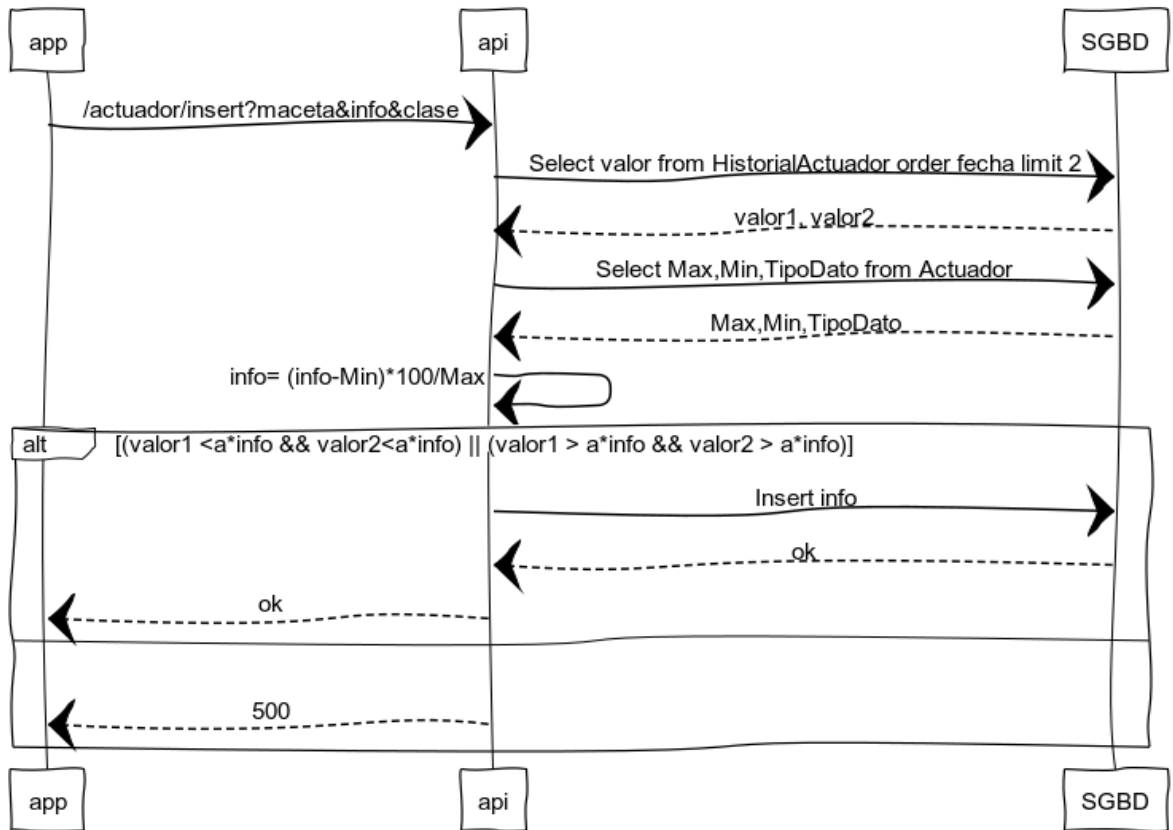 app api SGBD
/actuador/insert?maceta&info&clase
Select valor from HistorialActuador order fecha limit 2
valor1, valor2
Select Max,Min,TipoDato from Actuador
Max,Min,TipoDato
info= (info-Min)*100/Max
alt [(valor1 <a*info && valor2<a*info) || (valor1 > a*info && valor2 > a*info)]
Insert info
ok
ok
500
app api SGBD